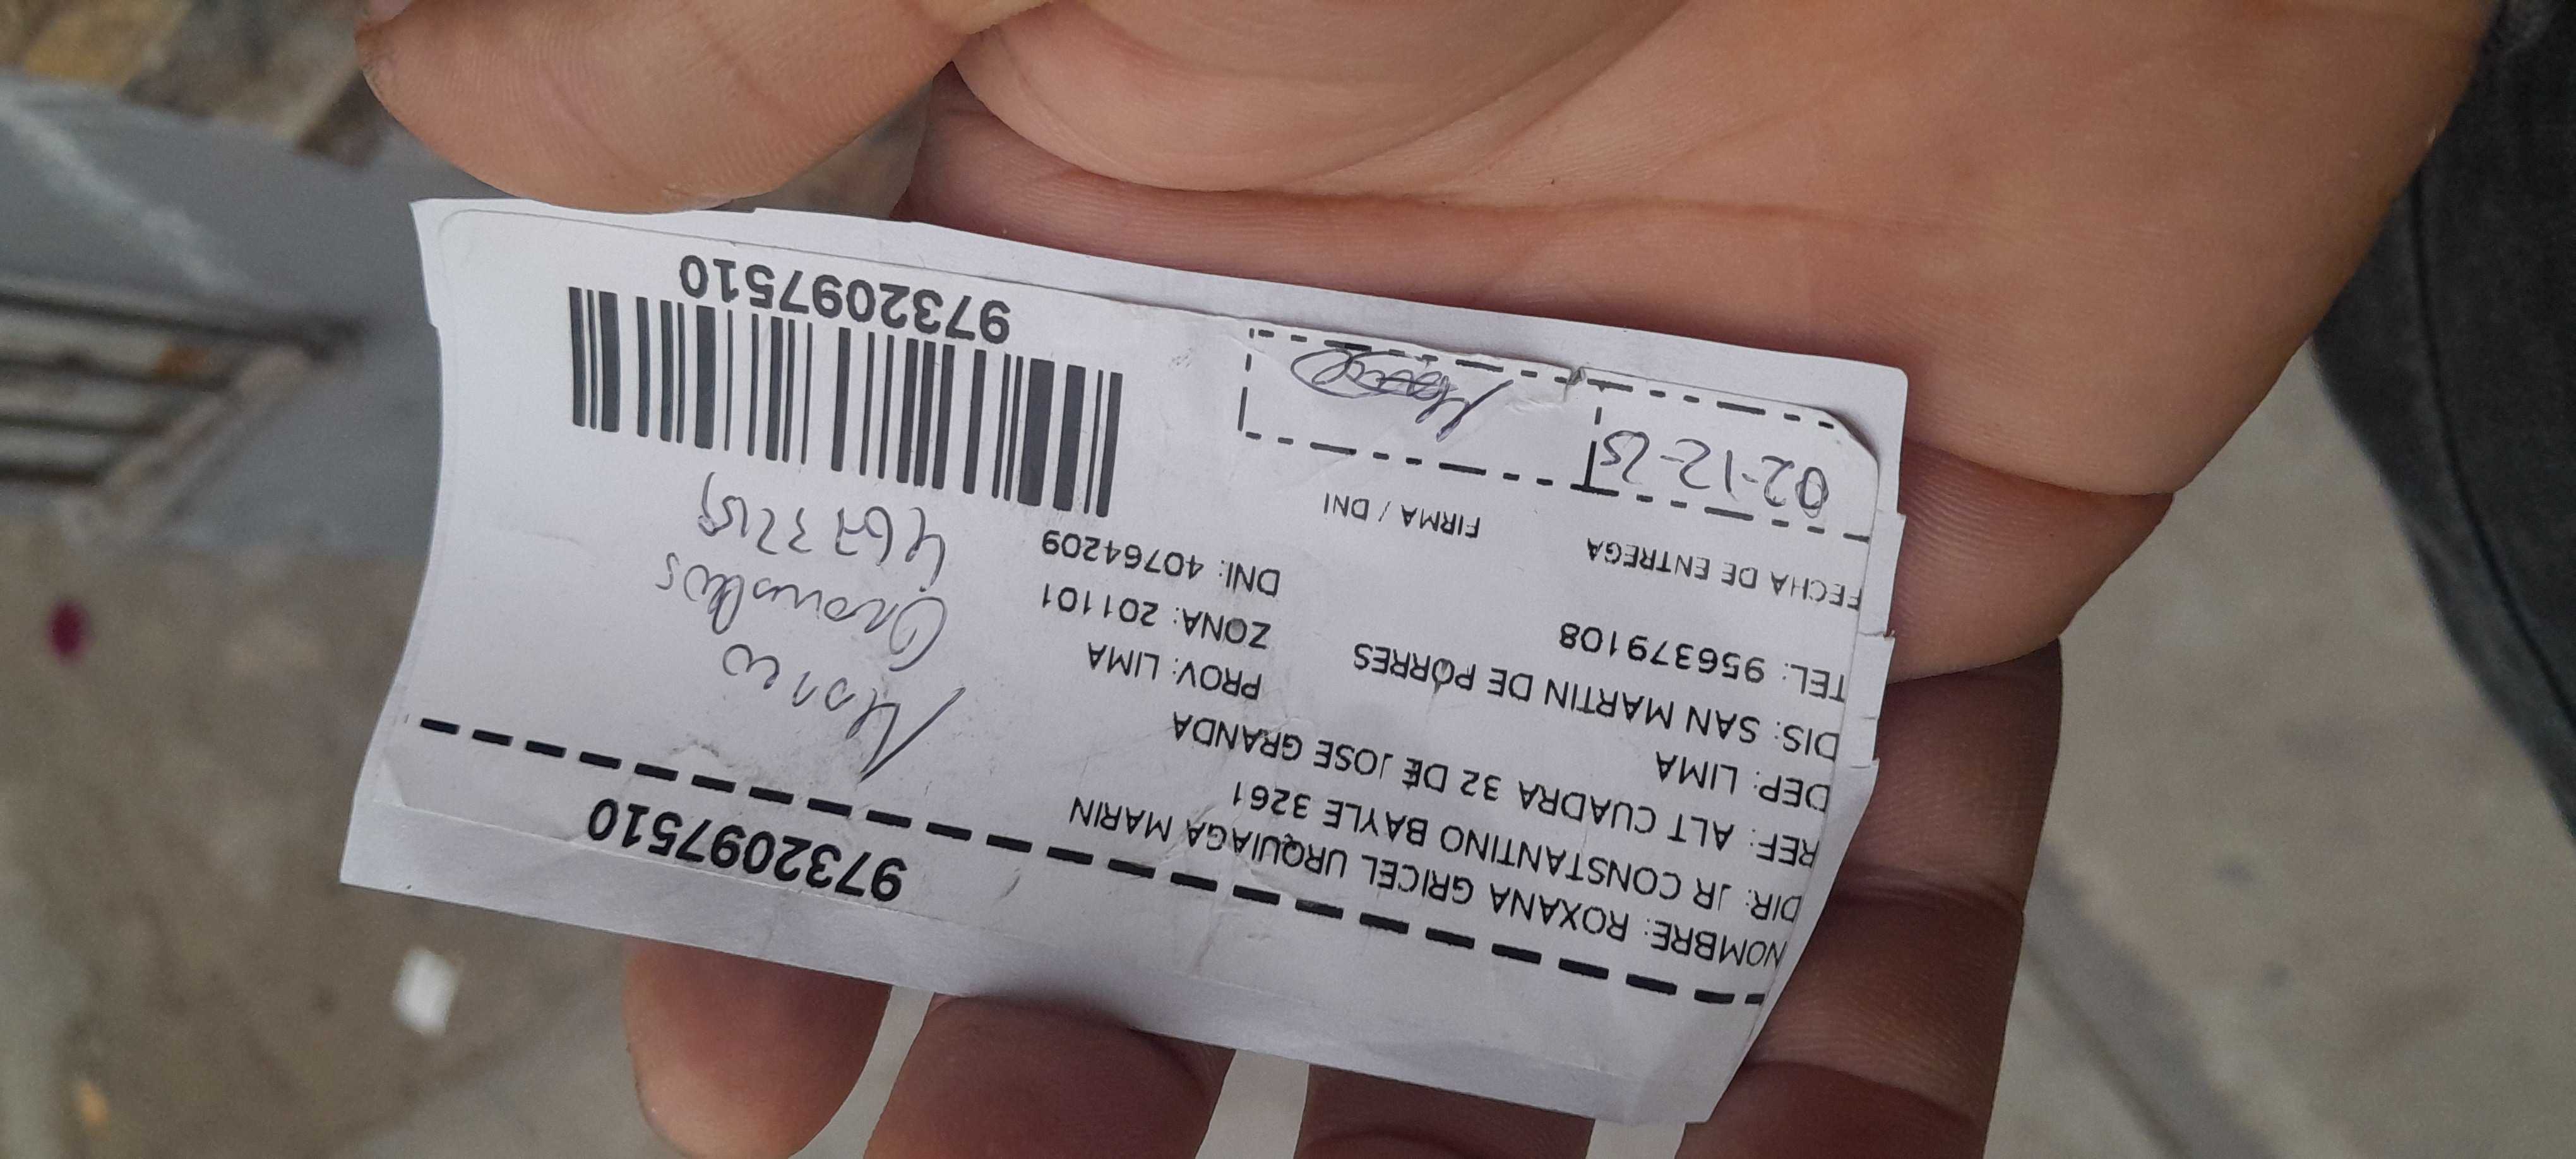 9732097510
NOMBRE: ROXANA GRICEL URQUIAGA MARIN
DIR: JR CONSTANTINO BAYLE 3261
REF: ALT CUADRA 32 DE JOSE GRANDA
DEP: LIMA PROV: LIMA
DIS: SAN MARTIN DE PORRES ZONA: 201101
TEL: 956379108 DNI: 40764209
FECHA DE ENTREGA FIRMA / DNI
02-12-25
9732097510